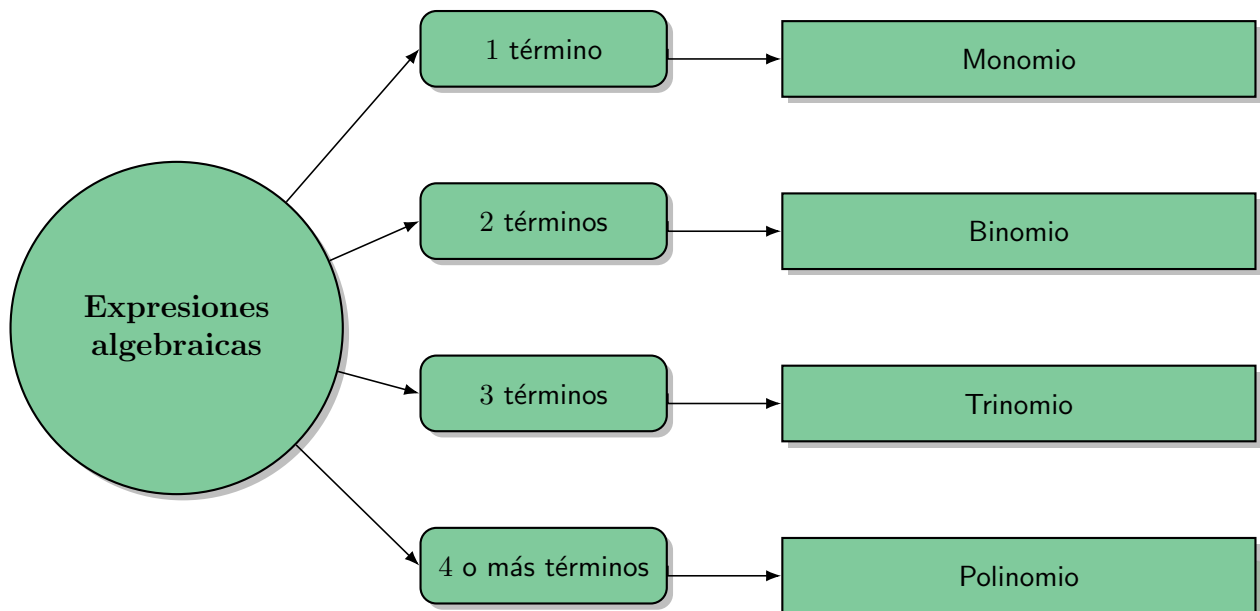 1 término
Monomio
2 términos
Binomio
Expresiones
algebraicas
3 términos
Trinomio
4 o más términos
Polinomio